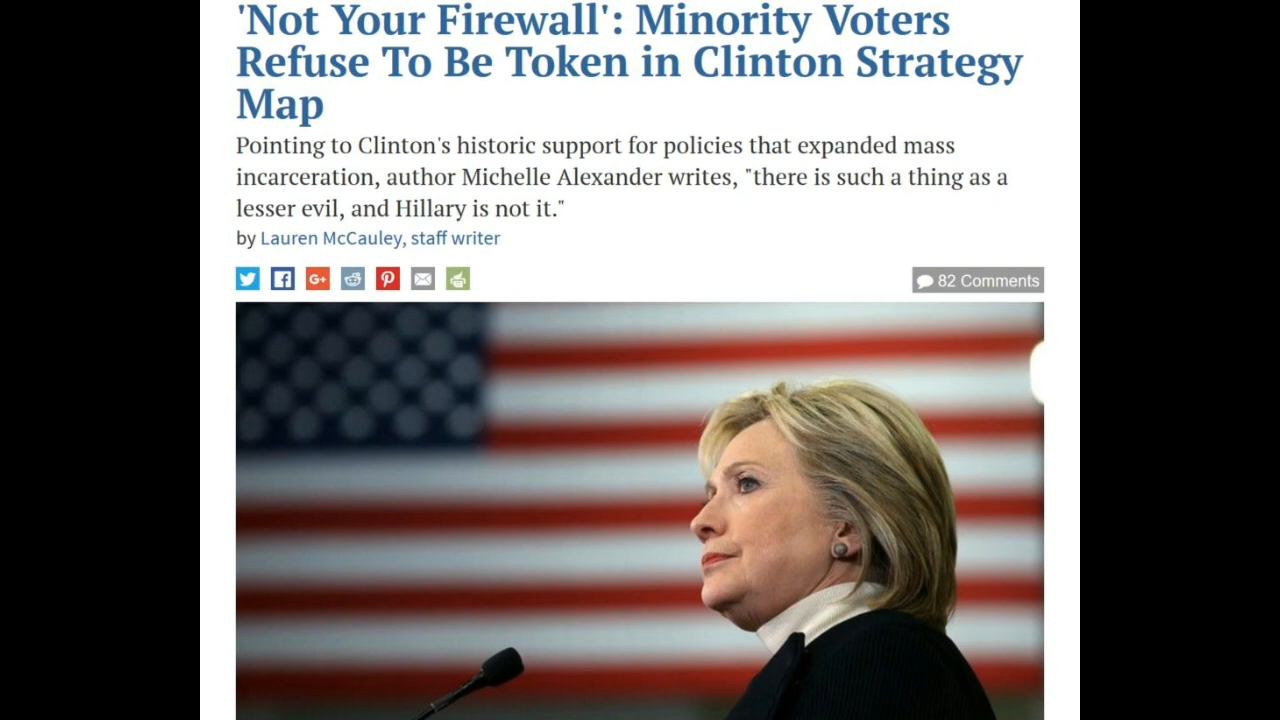 'Not Your Firewall': Minority Voters
Refuse To Be Token in Clinton Strategy
Map
Pointing to Clinton's historic support for policies that expanded mass
incarceration, author Michelle Alexander writes, "there is such a thing as a
lesser evil, and Hillary is not it."
by Lauren McCauley, staff writer
G+
82 Comments